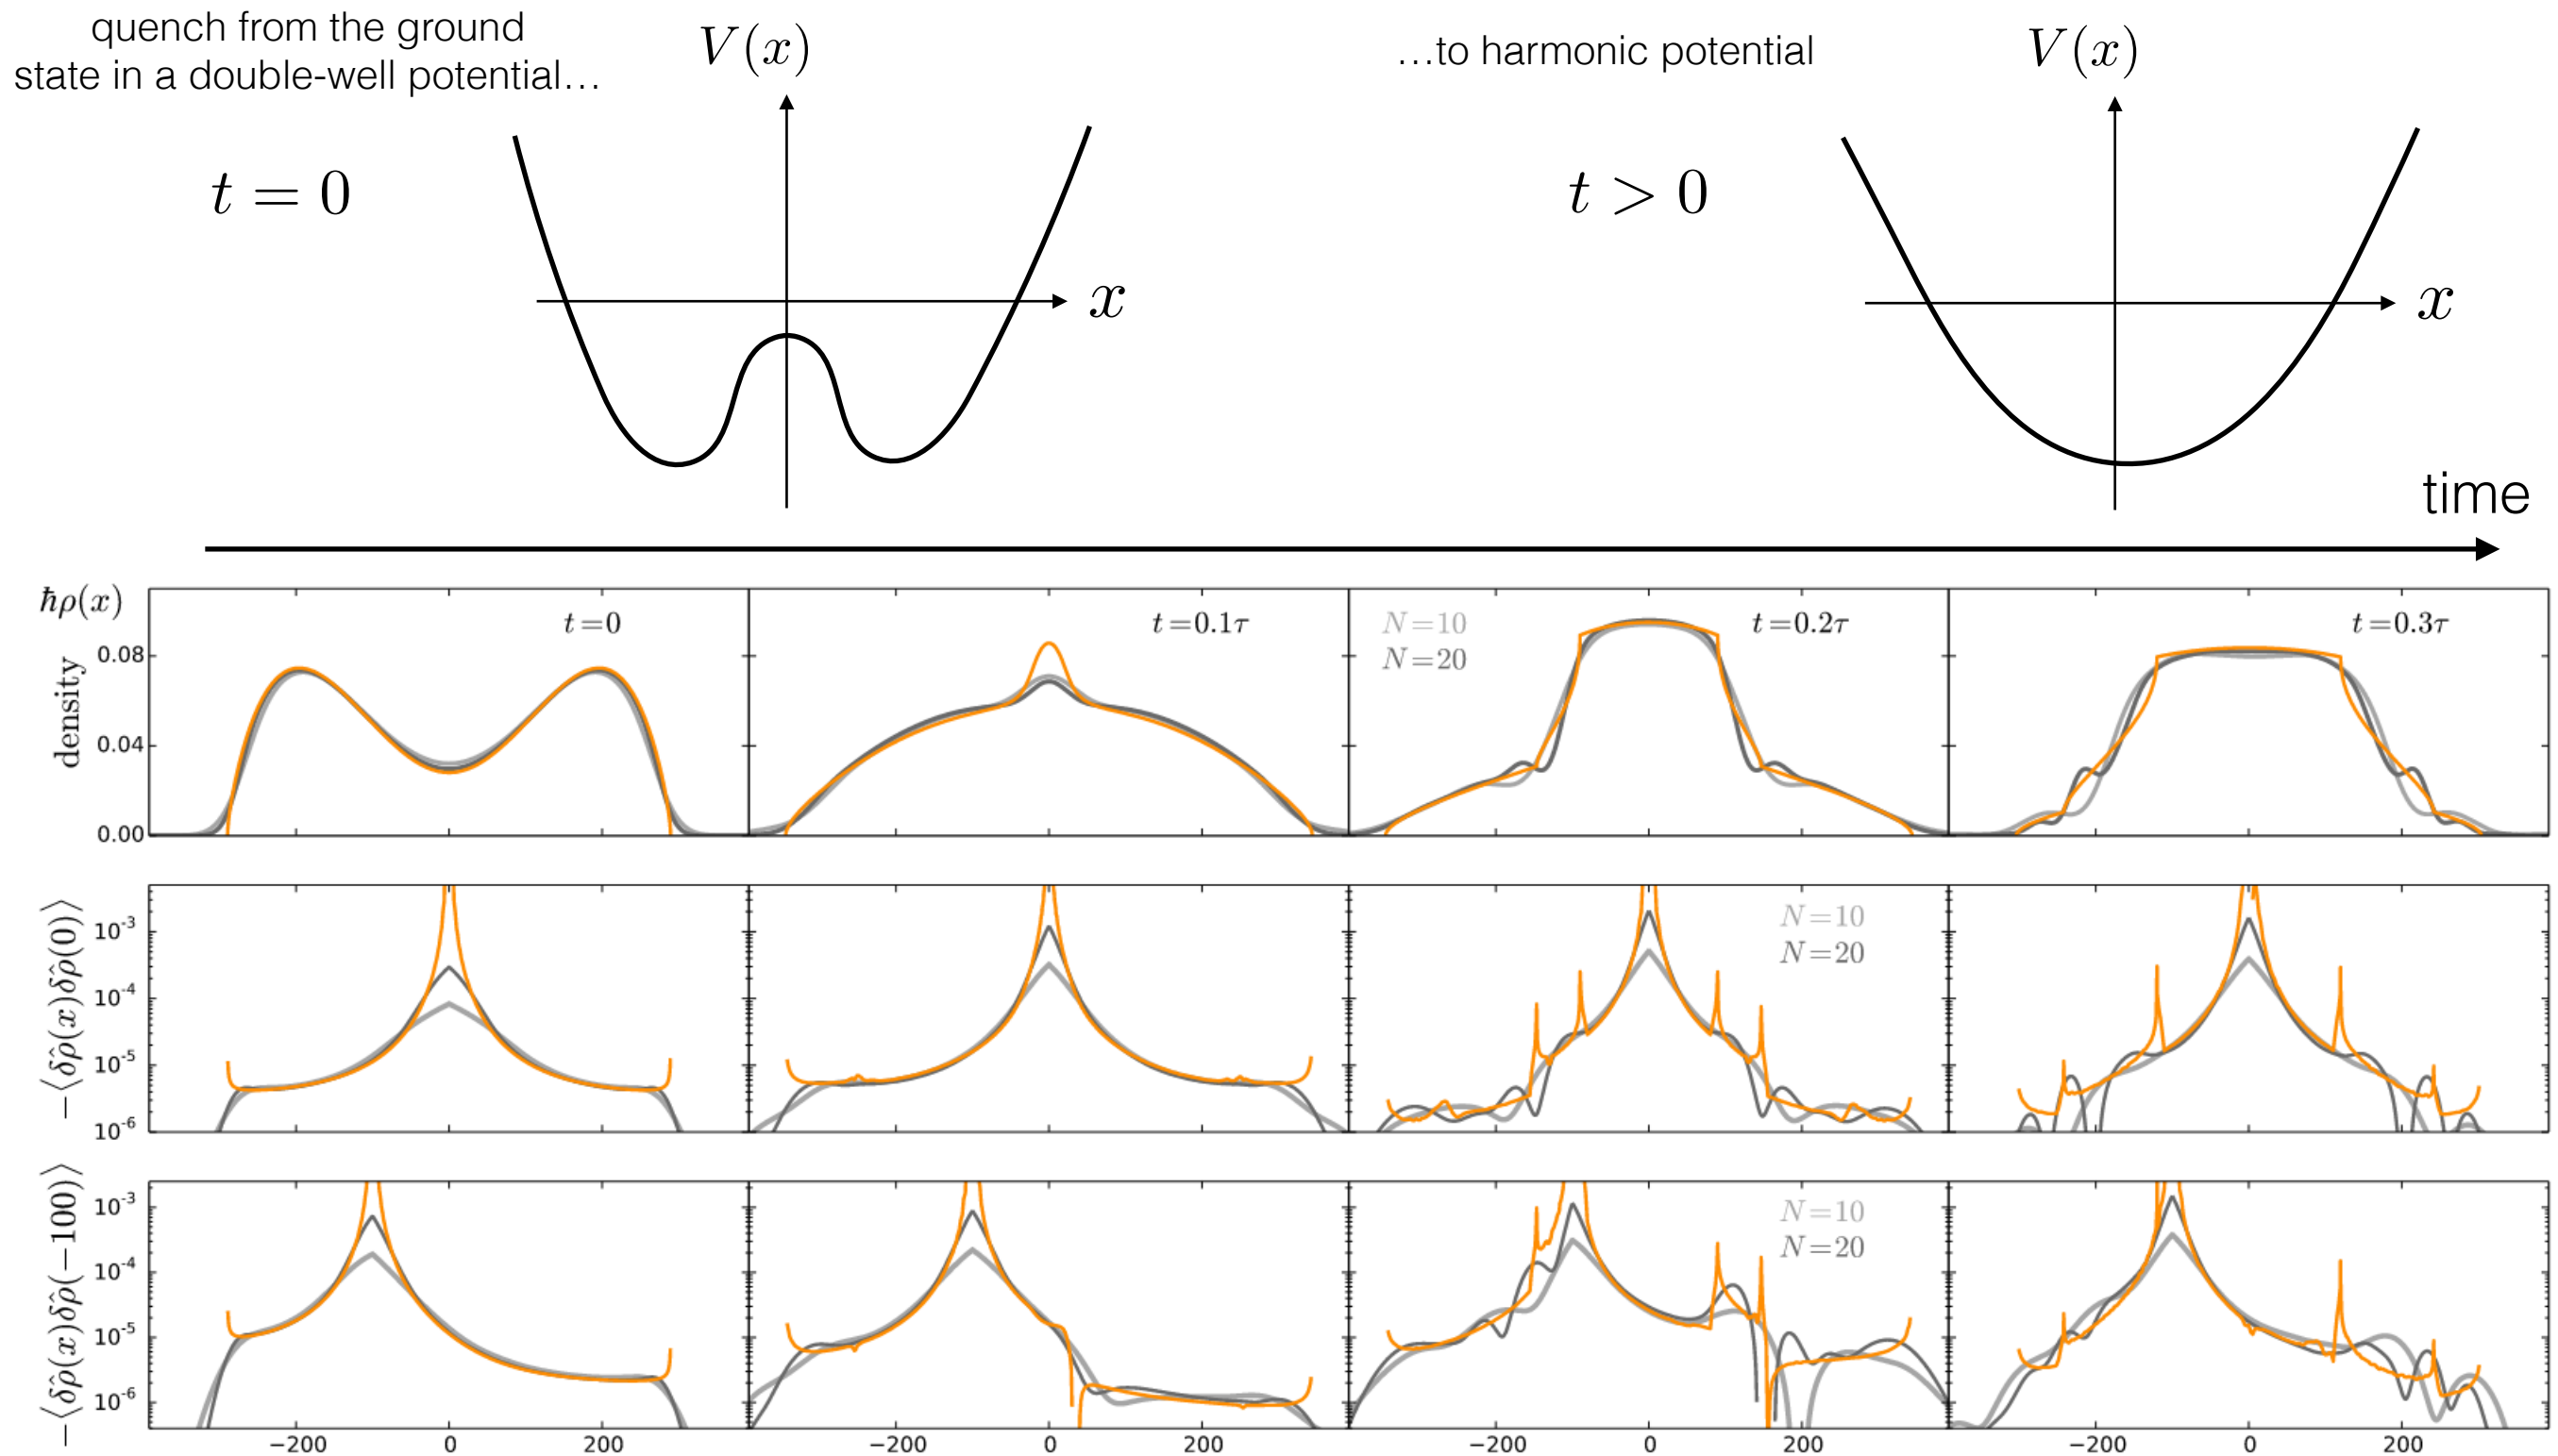 quench from the ground
state in a double-well potential…
V(x)
…to harmonic potential
V(x)
t = 0
t > 0
x
x
time
ħρ(x)
density
0.08
0.04
0.00
t=0
t=0.1τ
N=10
N=20
t=0.2τ
t=0.3τ
−⟨δρ̂(x)δρ̂(0)⟩
10⁻³
10⁻⁴
10⁻⁵
10⁻⁶
N=10
N=20
−⟨δρ̂(x)δρ̂(−100)⟩
10⁻³
10⁻⁴
10⁻⁵
10⁻⁶
N=10
N=20
−200 0 200 −200 0 200 −200 0 200 −200 0 200